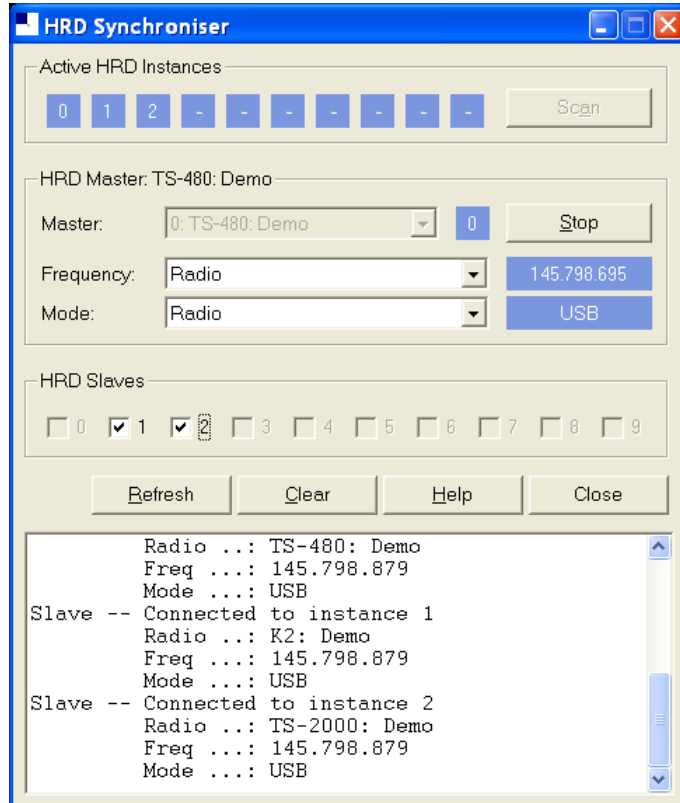 HRD Synchroniser
Active HRD Instances
0 1 2 - - - - - - - Scan
HRD Master: TS-480: Demo
Master: 0: TS-480: Demo 0 Stop
Frequency: Radio 145.798.695
Mode: Radio USB
HRD Slaves
0 1 2 3 4 5 6 7 8 9
Refresh Clear Help Close
Radio ..: TS-480: Demo
Freq ...: 145.798.879
Mode ...: USB
Slave -- Connected to instance 1
Radio ..: K2: Demo
Freq ...: 145.798.879
Mode ...: USB
Slave -- Connected to instance 2
Radio ..: TS-2000: Demo
Freq ...: 145.798.879
Mode ...: USB